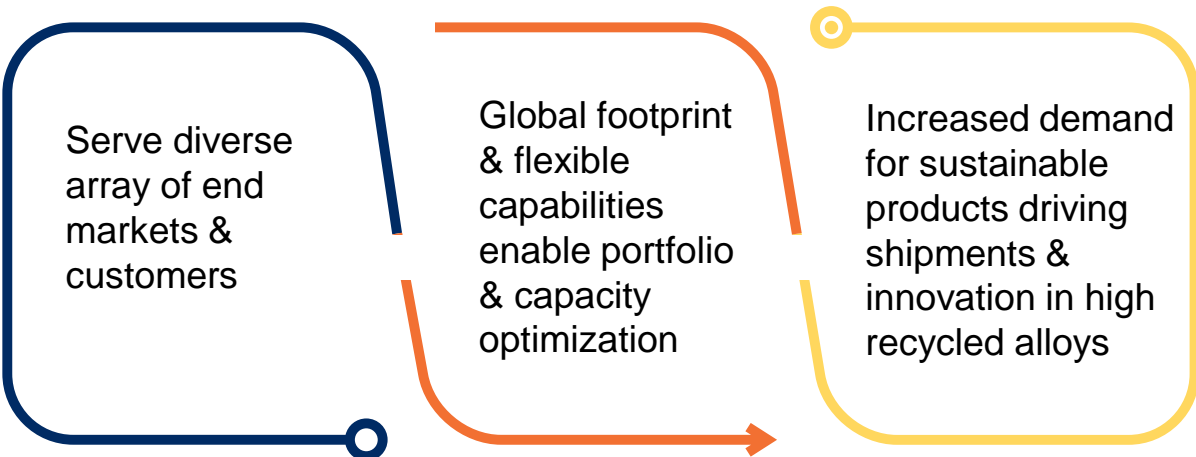 Serve diverse
array of end
markets &
customers
Global footprint
& flexible
capabilities
enable portfolio
& capacity
optimization
Increased demand
for sustainable
products driving
shipments &
innovation in high
recycled alloys